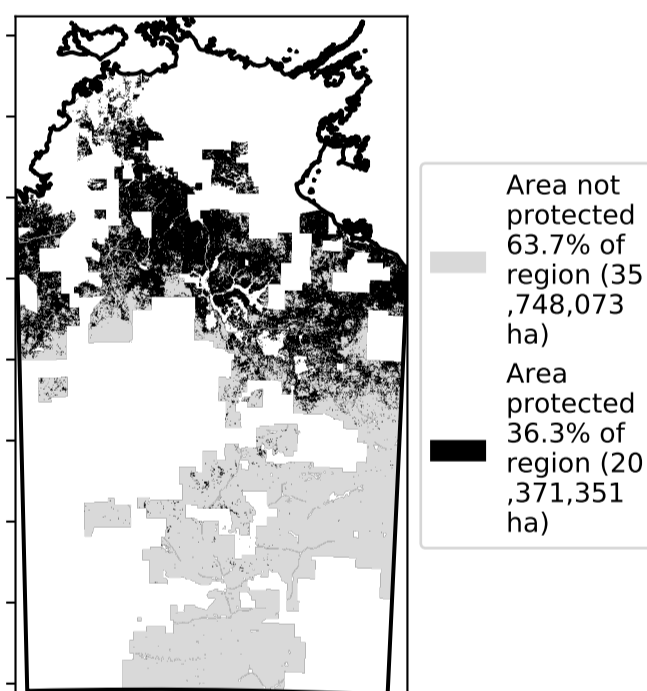 Area not
protected
63.7% of
region (35
,748,073
ha)
Area
protected
36.3% of
region (20
,371,351
ha)